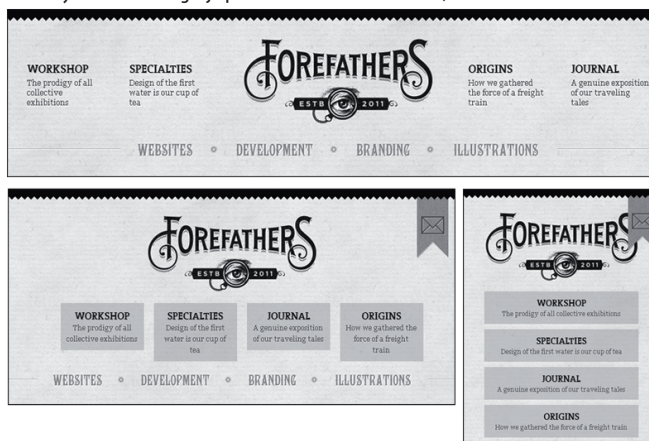 WORKSHOP
The prodigy of all
collective
exhibitions
SPECIALTIES
Design of the first
water is our cup of
tea
FOREFATHERS
ESTB 2011
ORIGINS
How we gathered
the force of a freight
train
JOURNAL
A genuine exposition
of our traveling
tales
WEBSITES DEVELOPMENT BRANDING ILLUSTRATIONS
FOREFATHERS
ESTB 2011
WORKSHOP
The prodigy of all
collective exhibitions
SPECIALTIES
Design of the first
water is our cup of
tea
JOURNAL
A genuine exposition
of our traveling tales
ORIGINS
How we gathered the
force of a freight
train
WEBSITES DEVELOPMENT BRANDING ILLUSTRATIONS
FOREFATHERS
ESTB 2011
WORKSHOP
The prodigy of all collective exhibitions
SPECIALTIES
Design of the first water is our cup of tea
JOURNAL
A genuine exposition of our traveling tales
ORIGINS
How we gathered the force of a freight train